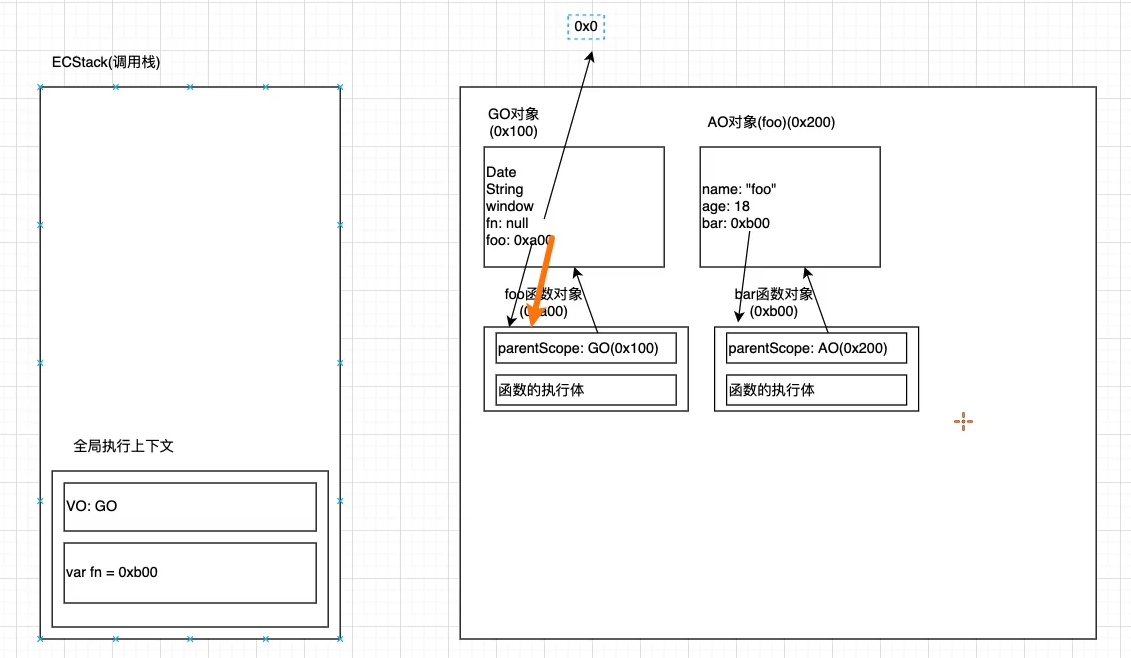 0x0
ECStack(调用栈)
GO对象
(0x100)
Date
String
window
fn: null
foo: 0xa00
AO对象(foo)(0x200)
name: "foo"
age: 18
bar: 0xb00
foo函数对象
(0xa00)
parentScope: GO(0x100)
函数的执行体
bar函数对象
(0xb00)
parentScope: AO(0x200)
函数的执行体
全局执行上下文
VO: GO
var fn = 0xb00